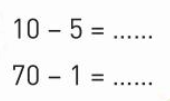 10 – 5 = ......
70 – 1 = ......